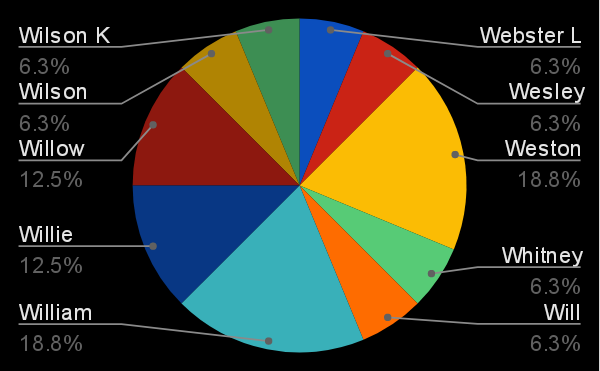 Wilson K
6.3%
Wilson
6.3%
Willow
12.5%
Willie
12.5%
William
18.8%
Webster L
6.3%
Wesley
6.3%
Weston
18.8%
Whitney
6.3%
Will
6.3%